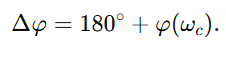 Δφ = 180° + φ(ω_c).